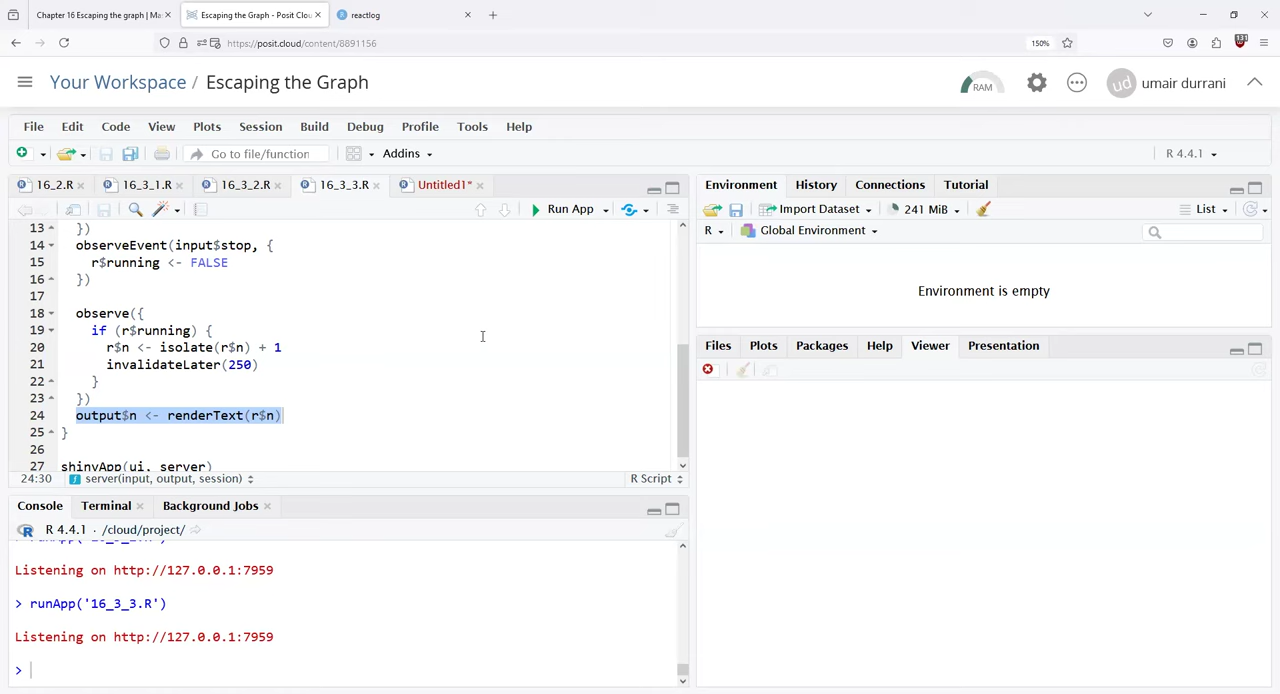 Chapter 16 Escaping the graph | Ma
Escaping the Graph - Posit Clou
reactlog
https://posit.cloud/content/8891156
150%
131
Your Workspace / Escaping the Graph
RAM
ud
umair durrani
File Edit Code View Plots Session Build Debug Profile Tools Help
Go to file/function
Addins
R 4.4.1
16_2.R
16_3_1.R
16_3_2.R
16_3_3.R
Untitled1*
Run App
13 })
14 observeEvent(input$stop, {
15 r$running <- FALSE
16 })
17
18 observe({
19 if (r$running) {
20 r$n <- isolate(r$n) + 1
21 invalidateLater(250)
22 }
23 })
24 output$n <- renderText(r$n)
25 }
26
27 shinyApp(ui, server)
24:30 server(input, output, session) R Script
Console Terminal Background Jobs
R 4.4.1 · /cloud/project/
Listening on http://127.0.0.1:7959
> runApp('16_3_3.R')
Listening on http://127.0.0.1:7959
>
Environment History Connections Tutorial
Import Dataset
241 MiB
List
R
Global Environment
Environment is empty
Files Plots Packages Help Viewer Presentation